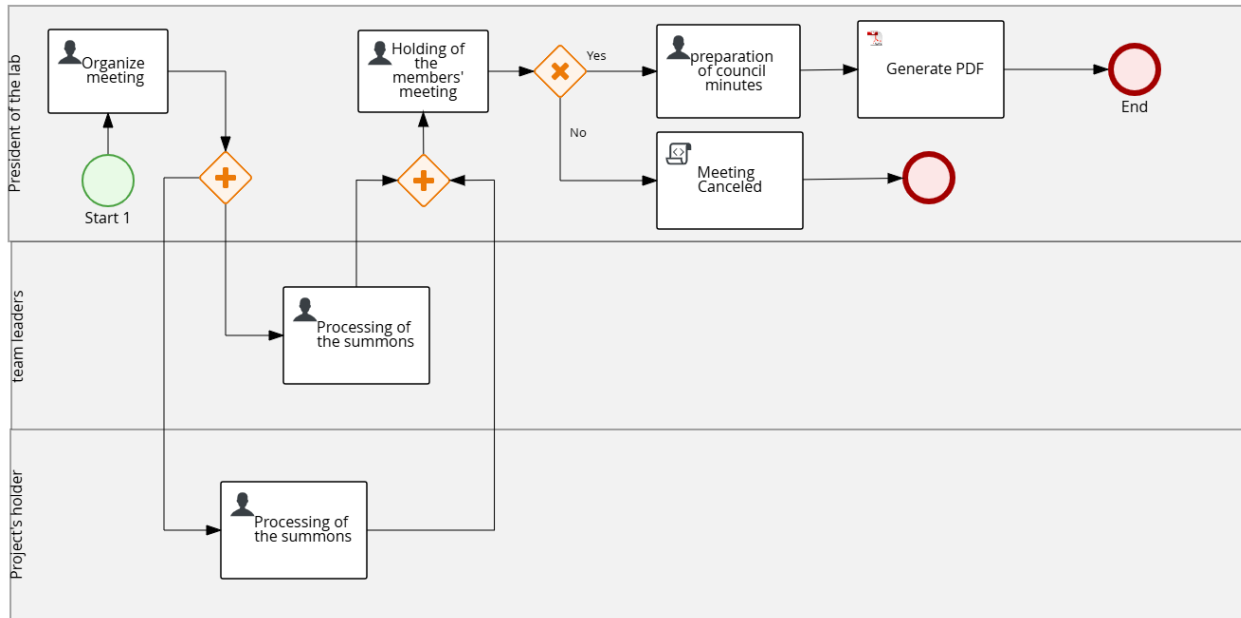 President of the lab
Organize
meeting
Start 1
Holding of
the
members'
meeting
Yes
No
preparation
of council
minutes
Generate PDF
End
Meeting
Canceled
team leaders
Processing of
the summons
Project's holder
Processing of
the summons